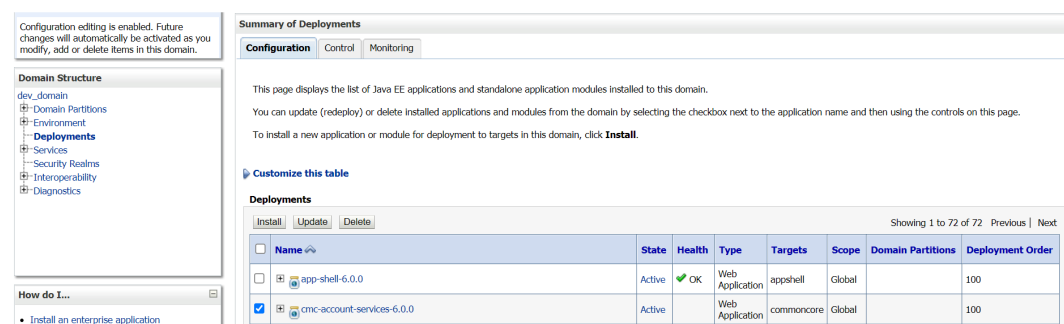 Configuration editing is enabled. Future
changes will automatically be activated as you
modify, add or delete items in this domain.
Domain Structure
dev_domain
Domain Partitions
Environment
Deployments
Services
Security Realms
Interoperability
Diagnostics
How do I...
Install an enterprise application
Summary of Deployments
Configuration Control Monitoring
This page displays the list of Java EE applications and standalone application modules installed to this domain.
You can update (redeploy) or delete installed applications and modules from the domain by selecting the checkbox next to the application name and then using the controls on this page.
To install a new application or module for deployment to targets in this domain, click Install.
Customize this table
Deployments
Install Update Delete Showing 1 to 72 of 72 Previous | Next
Name State Health Type Targets Scope Domain Partitions Deployment Order
app-shell-6.0.0 Active OK Web Application appshell Global 100
cmc-account-services-6.0.0 Active Web Application commoncore Global 100